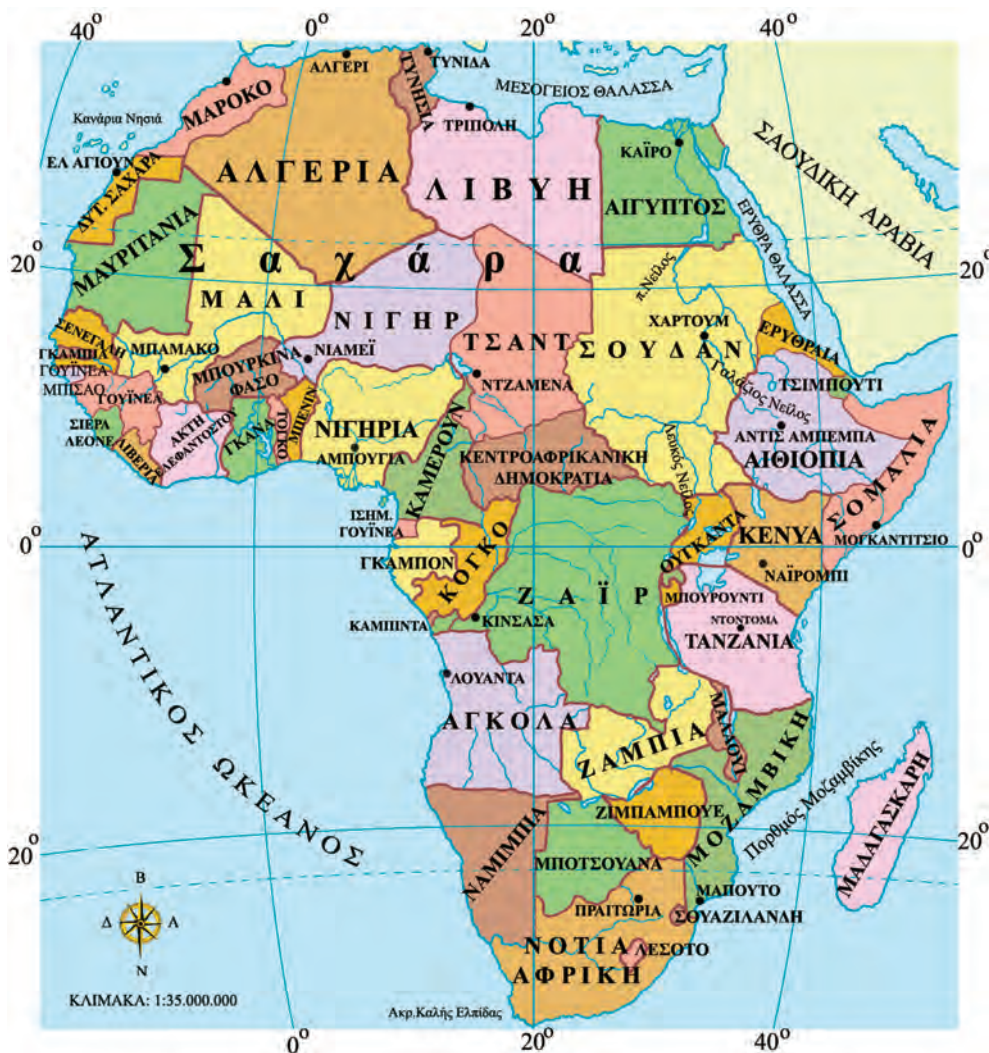 40°
0°
20°
40°
ΑΛΓΕΡΙ
ΤΥΝΙΔΑ
ΜΑΡΟΚΟ
ΤΥΝΗΣΙΑ
ΜΕΣΟΓΕΙΟΣ ΘΑΛΑΣΣΑ
Κανάρια Νησιά
ΤΡΙΠΟΛΗ
ΕΛ ΑΓΙΟΥΝ
ΚΑΪΡΟ
ΣΑΟΥΔΙΚΗ ΑΡΑΒΙΑ
ΑΛΓΕΡΙΑ
ΛΙΒΥΗ
ΑΙΓΥΠΤΟΣ
ΔΥΤ. ΣΑΧΑΡΑ
ΕΡΥΘΡΑ ΘΑΛΑΣΣΑ
ΜΑΥΡΙΤΑΝΙΑ
20°
20°
Σαχάρα
π.Νείλος
ΜΑΛΙ
ΝΙΓΗΡ
ΤΣΑΝΤ
ΣΟΥΔΑΝ
ΧΑΡΤΟΥΜ
ΕΡΥΘΡΑΙΑ
ΣΕΝΕΓΑΛΗ
ΓΚΑΜΠΙΑ
ΓΟΥΪΝΕΑ
ΜΠΙΣΑΟ
ΜΠΑΜΑΚΟ
ΜΠΟΥΡΚΙΝΑ
ΦΑΣΟ
ΝΙΑΜΕΪ
ΝΤΖΑΜΕΝΑ
Γαλάζιος Νείλος
ΤΣΙΜΠΟΥΤΙ
ΓΟΥΪΝΕΑ
ΣΙΕΡΑ
ΛΕΟΝΕ
ΛΙΒΕΡΙΑ
ΑΚΤΗ
ΕΛΕΦΑΝΤΟΣΤΟΥ
ΓΚΑΝΑ
ΤΟΓΚΟ
ΜΠΕΝΙΝ
ΝΙΓΗΡΙΑ
ΑΜΠΟΥΓΙΑ
ΚΑΜΕΡΟΥΝ
ΚΕΝΤΡΟΑΦΡΙΚΑΝΙΚΗ
ΔΗΜΟΚΡΑΤΙΑ
Λευκός Νείλος
ΑΝΤΙΣ ΑΜΠΕΜΠΑ
ΑΙΘΙΟΠΙΑ
ΣΟΜΑΛΙΑ
ΙΣΗΜ.
ΓΟΥΪΝΕΑ
ΟΥΓΚΑΝΤΑ
ΚΕΝΥΑ
ΜΟΓΚΑΝΤΙΤΣΙΟ
0°
0°
ΓΚΑΜΠΟΝ
ΚΟΓΚΟ
ΖΑΪΡ
ΝΑΪΡΟΜΠΙ
ΜΠΟΥΡΟΥΝΤΙ
ΝΤΟΝΤΟΜΑ
ΤΑΝΖΑΝΙΑ
ΚΑΜΠΙΝΤΑ
ΚΙΝΣΑΣΑ
ΑΤΛΑΝΤΙΚΟΣ ΩΚΕΑΝΟΣ
ΛΟΥΑΝΤΑ
ΑΓΚΟΛΑ
ΖΑΜΠΙΑ
ΜΑΛΑΟΥΙ
ΜΟΖΑΜΒΙΚΗ
Πορθμός Μοζαμβίκης
ΜΑΔΑΓΑΣΚΑΡΗ
ΖΙΜΠΑΜΠΟΥΕ
ΝΑΜΙΜΠΙΑ
ΜΠΟΤΣΟΥΑΝΑ
20°
20°
ΜΑΠΟΥΤΟ
ΠΡΑΙΤΩΡΙΑ
ΣΟΥΑΖΙΛΑΝΔΗ
ΝΟΤΙΑ
ΑΦΡΙΚΗ
ΛΕΣΟΤΟ
Β
Δ
Α
Ν
ΚΛΙΜΑΚΑ: 1:35.000.000
Ακρ.Καλής Ελπίδας
0°
20°
40°